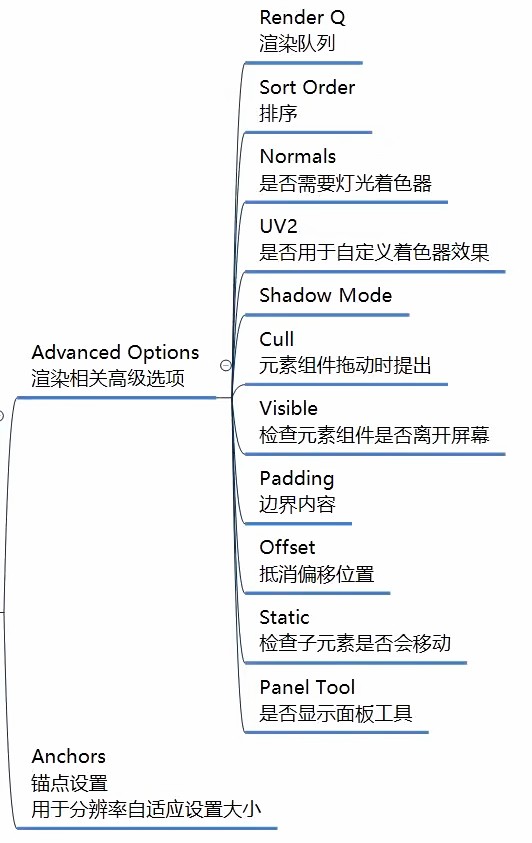 Render Q
渲染队列
Sort Order
排序
Normals
是否需要灯光着色器
UV2
是否用于自定义着色器效果
Shadow Mode
Advanced Options
渲染相关高级选项
Cull
元素组件拖动时提出
Visible
检查元素组件是否离开屏幕
Padding
边界内容
Offset
抵消偏移位置
Static
检查子元素是否会移动
Panel Tool
是否显示面板工具
Anchors
锚点设置
用于分辨率自适应设置大小